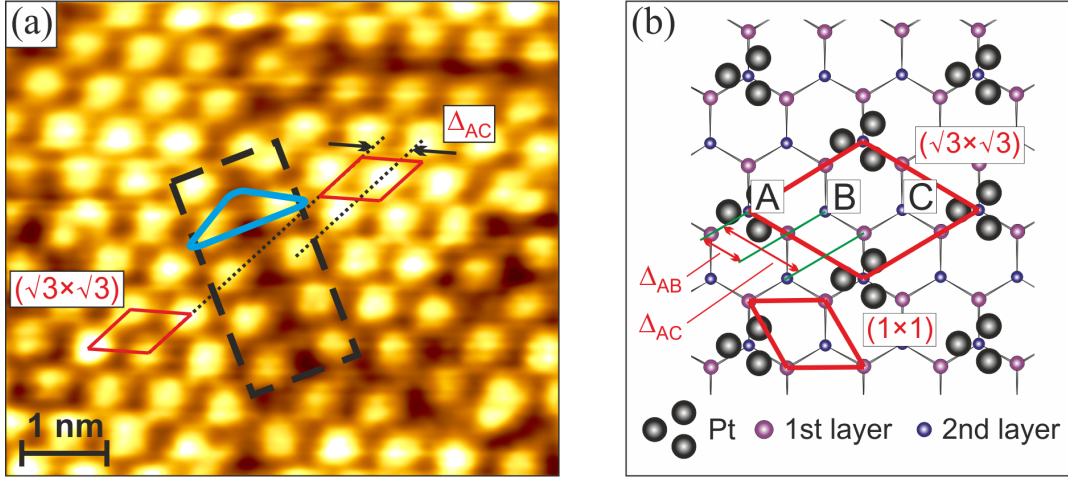 (a)
Δ_AC
(√3×√3)
1 nm
(b)
(√3×√3)
A B C
Δ_AB
Δ_AC
(1×1)
Pt 1st layer 2nd layer